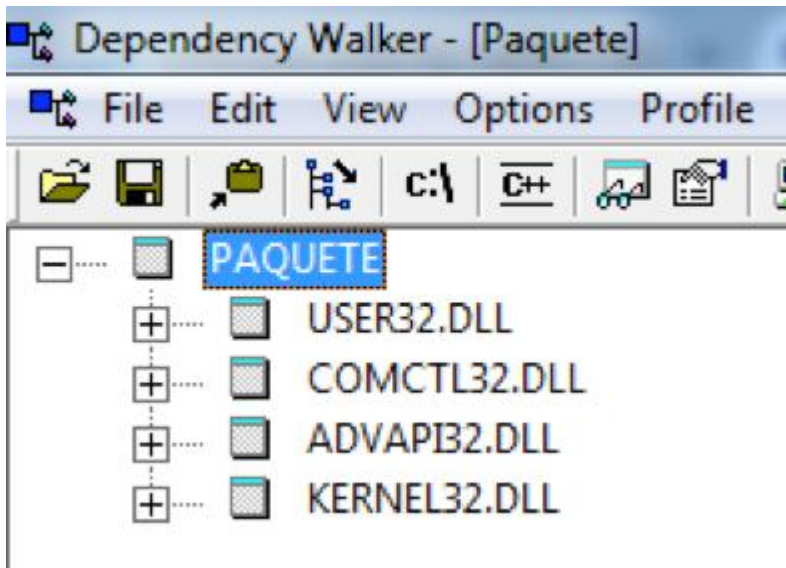 Dependency Walker - [Paquete]
File Edit View Options Profile
c:\ C++
PAQUETE
USER32.DLL
COMCTL32.DLL
ADVAPI32.DLL
KERNEL32.DLL